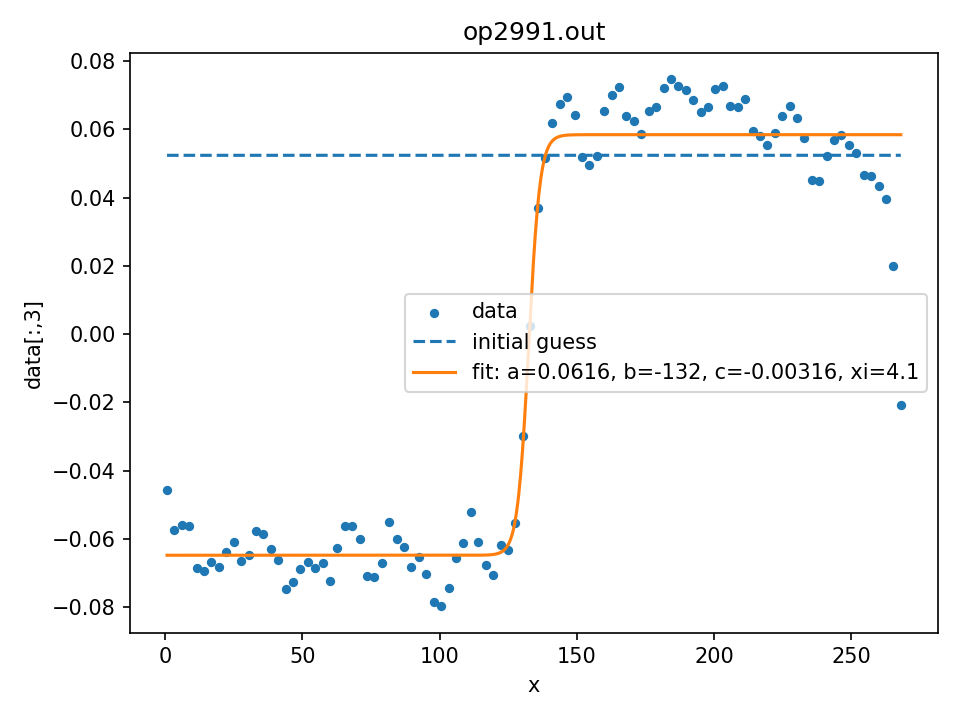 op2991.out
0.08
0.06
0.04
0.02
0.00
−0.02
−0.04
−0.06
−0.08
data[:,3]
data
initial guess
fit: a=0.0616, b=-132, c=-0.00316, xi=4.1
0 50 100 150 200 250
x